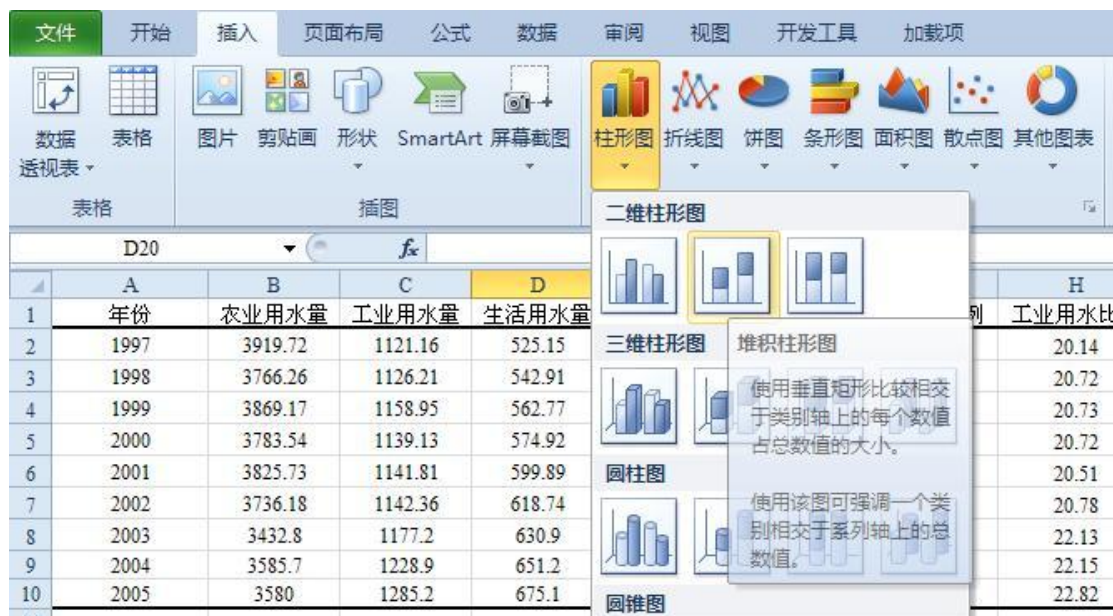 文件 开始 插入 页面布局 公式 数据 审阅 视图 开发工具 加载项
数据透视表 表格 图片 剪贴画 形状 SmartArt 屏幕截图 柱形图 折线图 饼图 条形图 面积图 散点图 其他图表
表格 插图
二维柱形图
D20 fx
A B C D H
1 年份 农业用水量 工业用水量 生活用水量 工业用水比
2 1997 3919.72 1121.16 525.15 20.14
3 1998 3766.26 1126.21 542.91 20.72
4 1999 3869.17 1158.95 562.77 20.73
5 2000 3783.54 1139.13 574.92 20.72
6 2001 3825.73 1141.81 599.89 20.51
7 2002 3736.18 1142.36 618.74 20.78
8 2003 3432.8 1177.2 630.9 22.13
9 2004 3585.7 1228.9 651.2 22.15
10 2005 3580 1285.2 675.1 22.82
三维柱形图
堆积柱形图
使用垂直矩形比较相交
于类别轴上的每个数值
占总数值的大小。
圆柱图
使用该图可强调一个类
别相交于系列轴上的总
数值。
圆锥图